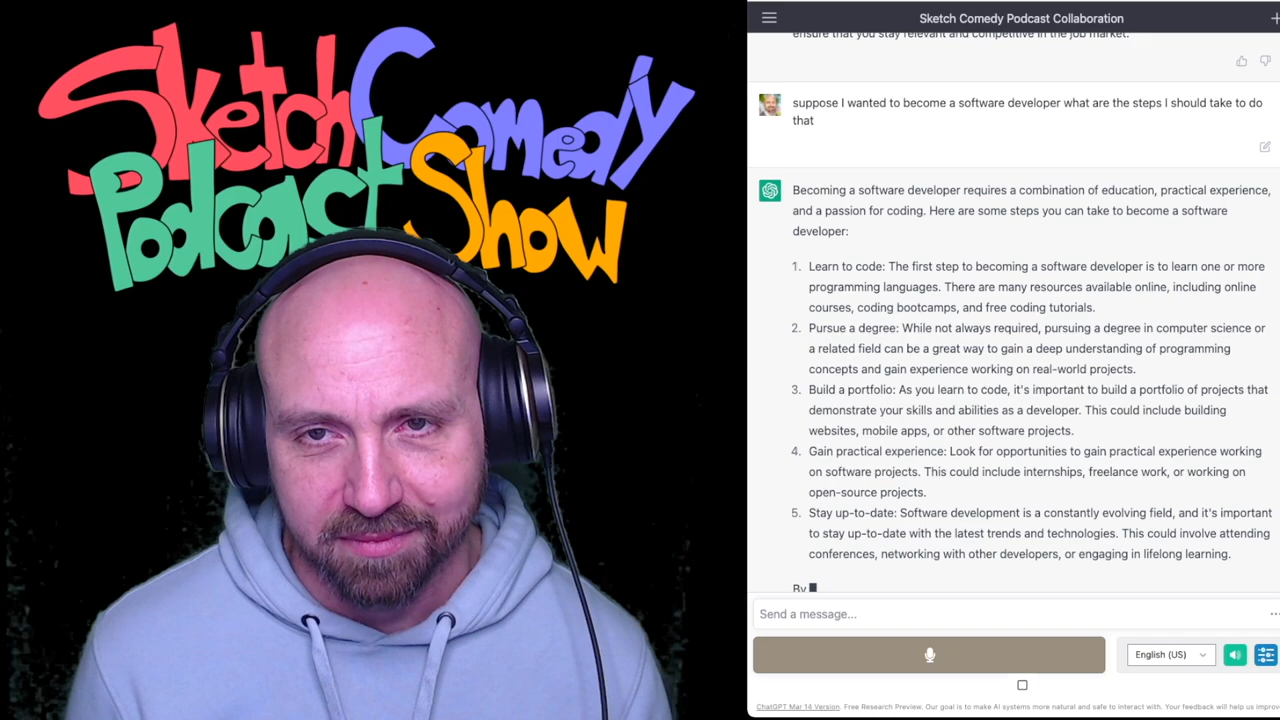 Sketch Comedy
Podcast Show
Sketch Comedy Podcast Collaboration
ensure that you stay relevant and competitive in the job market.
suppose I wanted to become a software developer what are the steps I should take to do
that
Becoming a software developer requires a combination of education, practical experience,
and a passion for coding. Here are some steps you can take to become a software
developer:
1. Learn to code: The first step to becoming a software developer is to learn one or more
programming languages. There are many resources available online, including online
courses, coding bootcamps, and free coding tutorials.
2. Pursue a degree: While not always required, pursuing a degree in computer science or
a related field can be a great way to gain a deep understanding of programming
concepts and gain experience working on real-world projects.
3. Build a portfolio: As you learn to code, it's important to build a portfolio of projects that
demonstrate your skills and abilities as a developer. This could include building
websites, mobile apps, or other software projects.
4. Gain practical experience: Look for opportunities to gain practical experience working
on software projects. This could include internships, freelance work, or working on
open-source projects.
5. Stay up-to-date: Software development is a constantly evolving field, and it's important
to stay up-to-date with the latest trends and technologies. This could involve attending
conferences, networking with other developers, or engaging in lifelong learning.
By
Send a message...
English (US)
ChatGPT Mar 14 Version. Free Research Preview. Our goal is to make AI systems more natural and safe to interact with. Your feedback will help us improv